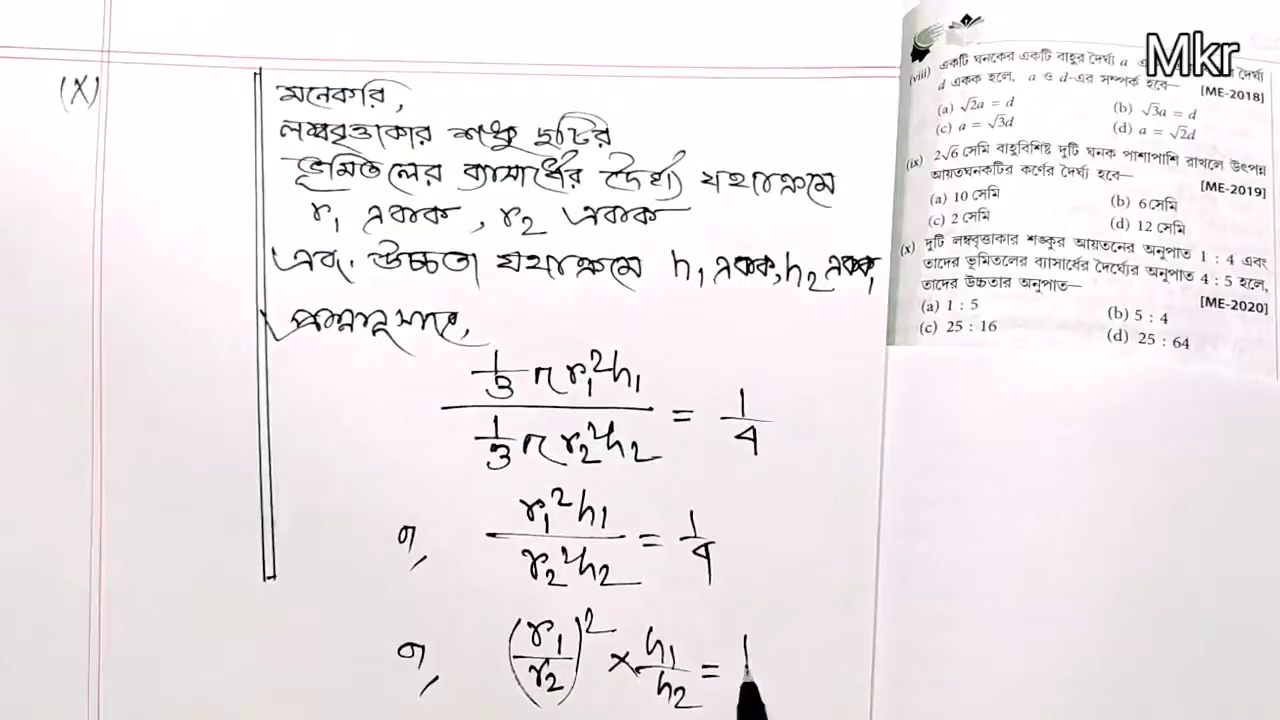 (X)
মনেকরি,
লম্ববৃত্তাকার শঙ্কু দুটির
ভূমিতলের ব্যাসার্ধের দৈর্ঘ্য যথাক্রমে
r₁ একক, r₂ একক
এবং উচ্চতা যথাক্রমে h₁ একক, h₂ একক,
প্রশ্নানুসারে,
(1/3 π r₁²h₁)/(1/3 π r₂²h₂) = 1/4
বা, (r₁²h₁)/(r₂²h₂) = 1/4
বা, (r₁/r₂)² × h₁/h₂ = 1
Mkr
(viii) একটি ঘনকের একটি বাহুর দৈর্ঘ্য a দৈর্ঘ্য
d একক হলে, a ও d-এর সম্পর্ক হবে— [ME-2018]
(a) √2a = d (b) √3a = d
(c) a = √3d (d) a = √2d
(ix) 2√6 সেমি বাহুবিশিষ্ট দুটি ঘনক পাশাপাশি রাখলে উৎপন্ন
আয়তঘনকটির কর্ণের দৈর্ঘ্য হবে— [ME-2019]
(a) 10 সেমি (b) 6 সেমি
(c) 2 সেমি (d) 12 সেমি
(x) দুটি লম্ববৃত্তাকার শঙ্কুর আয়তনের অনুপাত 1 : 4 এবং
তাদের ভূমিতলের ব্যাসার্ধের দৈর্ঘ্যের অনুপাত 4 : 5 হলে,
তাদের উচ্চতার অনুপাত— [ME-2020]
(a) 1 : 5 (b) 5 : 4
(c) 25 : 16 (d) 25 : 64